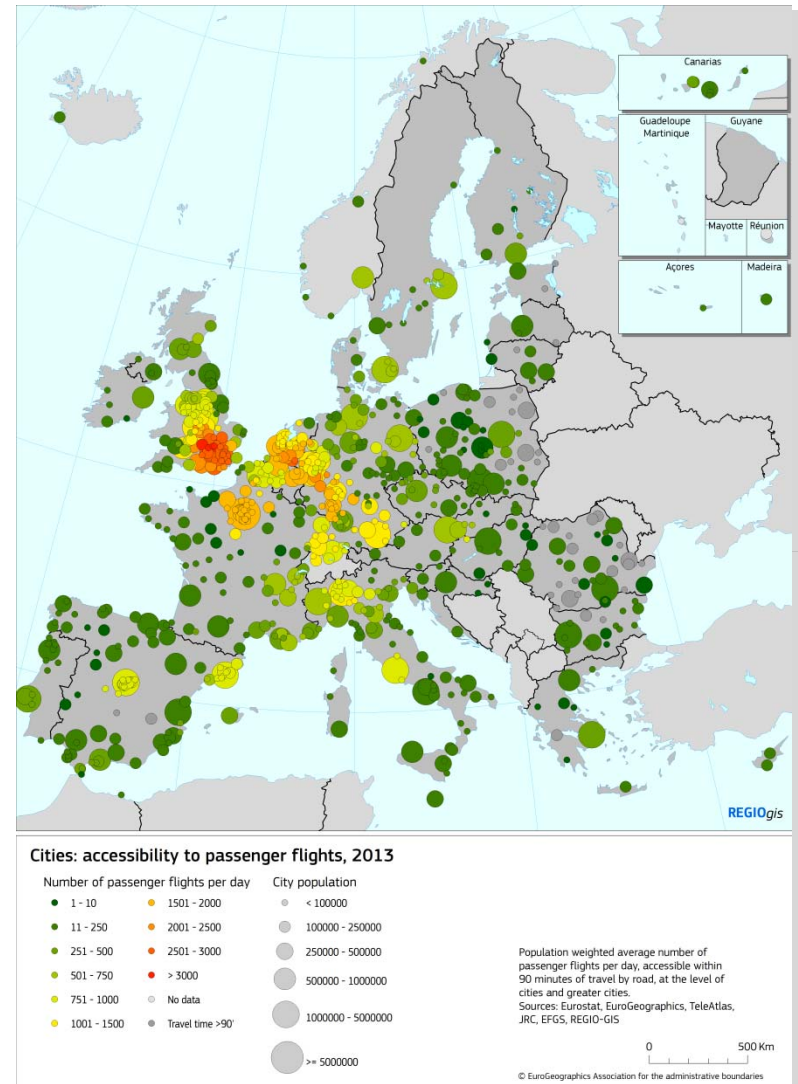 Canarias
Guadeloupe
Martinique
Guyane
Mayotte
Réunion
Açores
Madeira
REGIOgis
Cities: accessibility to passenger flights, 2013
Number of passenger flights per day
1 - 10
11 - 250
251 - 500
501 - 750
751 - 1000
1001 - 1500
1501 - 2000
2001 - 2500
2501 - 3000
> 3000
No data
Travel time >90'
City population
< 100000
100000 - 250000
250000 - 500000
500000 - 1000000
1000000 - 5000000
>= 5000000
Population weighted average number of
passenger flights per day, accessible within
90 minutes of travel by road, at the level of
cities and greater cities.
Sources: Eurostat, EuroGeographics, TeleAtlas,
JRC, EFGS, REGIO-GIS
0 500 Km
© EuroGeographics Association for the administrative boundaries